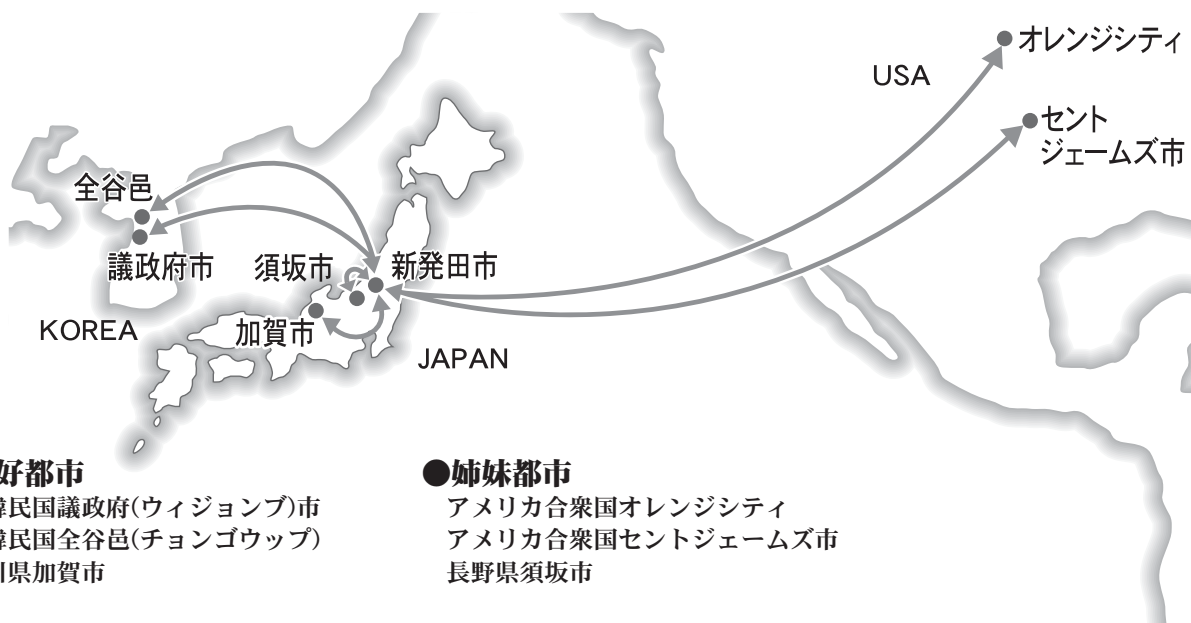 オレンジシティ
USA
セント
ジェームズ市
全谷邑
議政府市
須坂市
新発田市
KOREA
加賀市
JAPAN
好都市
韓民国議政府(ウィジョンブ)市
韓民国全谷邑(チョンゴウップ)
川県加賀市
●姉妹都市
アメリカ合衆国オレンジシティ
アメリカ合衆国セントジェームズ市
長野県須坂市